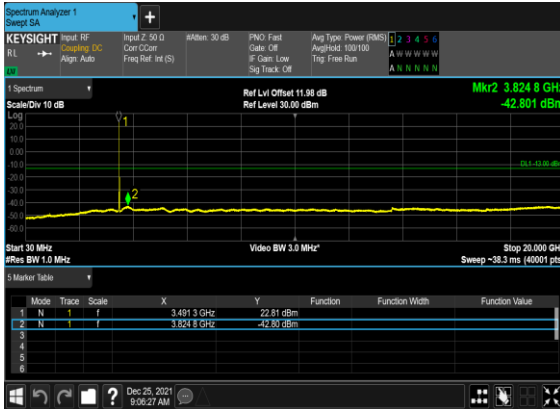 Spectrum Analyzer 1
Swept SA
+
KEYSIGHT
RL
Input: RF
Coupling: DC
Align: Auto
Input Z: 50 Ω
Corr CCorr
Freq Ref: Int (S)
#Atten: 30 dB
PNO: Fast
Gate: Off
IF Gain: Low
Sig Track: Off
Avg Type: Power (RMS)
Avg|Hold: 100/100
Trig: Free Run
1 2 3 4 5 6
A W W W W W
A N N N N N
1 Spectrum
Scale/Div 10 dB
Ref Lvl Offset 11.98 dB
Ref Level 30.00 dBm
Mkr2 3.824 8 GHz
-42.801 dBm
Log
20.0
10.0
0.00
-10.0
-20.0
-30.0
-40.0
-50.0
-60.0
1
2
DL1 -13.00 dBm
Start 30 MHz
#Res BW 1.0 MHz
Video BW 3.0 MHz*
Stop 20.000 GHz
Sweep ~38.3 ms (40001 pts)
5 Marker Table
Mode Trace Scale X Y Function Function Width Function Value
1 N 1 f 3.491 3 GHz 22.81 dBm
2 N 1 f 3.824 8 GHz -42.80 dBm
3
4
5
6
?
Dec 25, 2021
9:06:27 AM